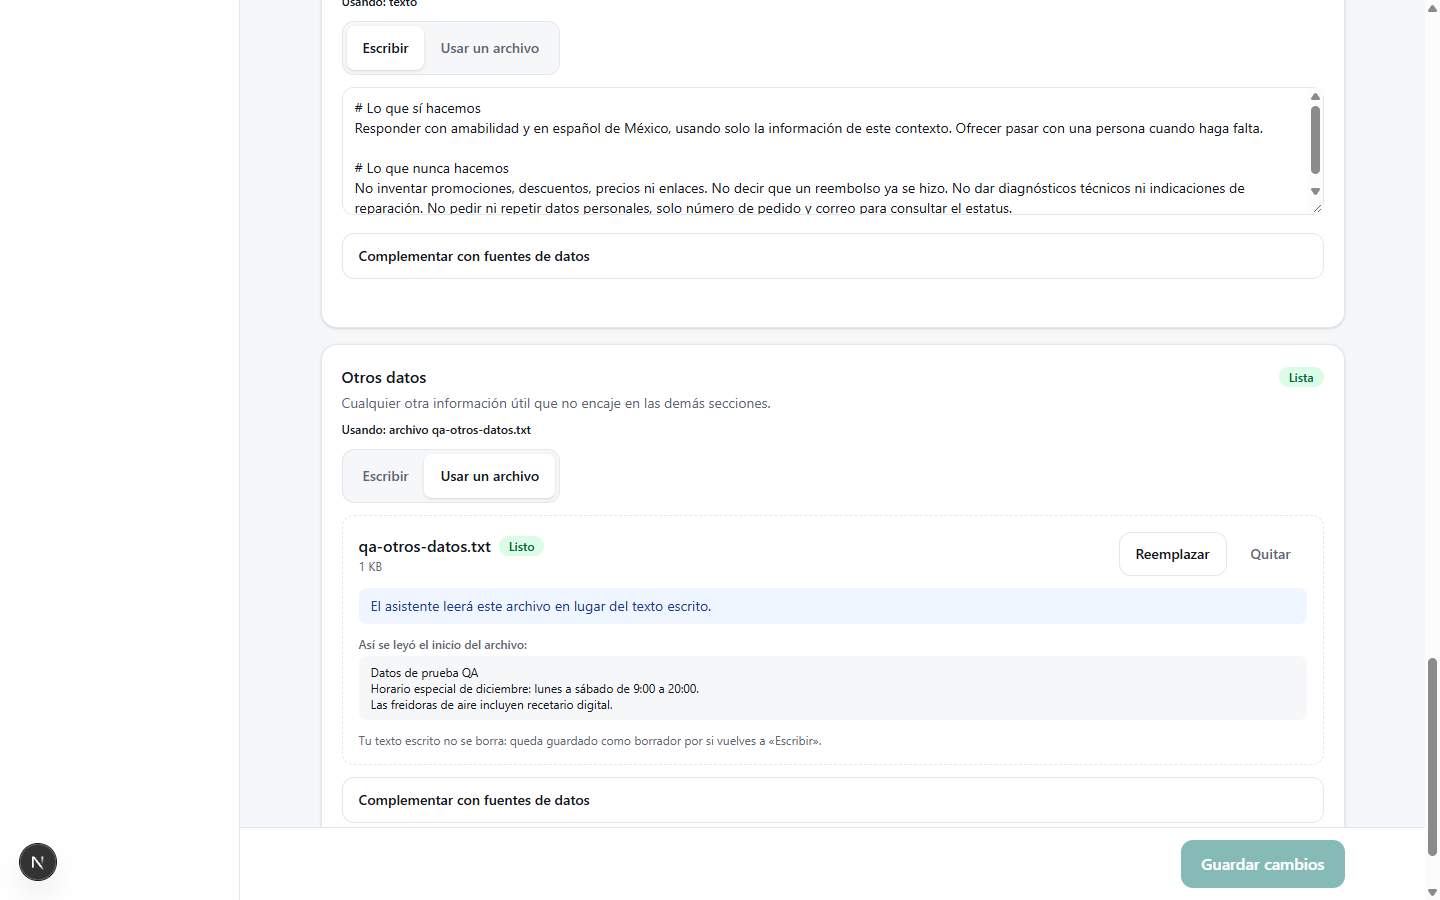 Usando: texto
Escribir
Usar un archivo
# Lo que sí hacemos
Responder con amabilidad y en español de México, usando solo la información de este contexto. Ofrecer pasar con una persona cuando haga falta.
# Lo que nunca hacemos
No inventar promociones, descuentos, precios ni enlaces. No decir que un reembolso ya se hizo. No dar diagnósticos técnicos ni indicaciones de
reparación. No pedir ni repetir datos personales, solo número de pedido y correo para consultar el estatus.
Complementar con fuentes de datos
Otros datos
Lista
Cualquier otra información útil que no encaje en las demás secciones.
Usando: archivo qa-otros-datos.txt
Escribir
Usar un archivo
qa-otros-datos.txt
Listo
1 KB
Reemplazar
Quitar
El asistente leerá este archivo en lugar del texto escrito.
Así se leyó el inicio del archivo:
Datos de prueba QA
Horario especial de diciembre: lunes a sábado de 9:00 a 20:00.
Las freidoras de aire incluyen recetario digital.
Tu texto escrito no se borra: queda guardado como borrador por si vuelves a «Escribir».
Complementar con fuentes de datos
N
Guardar cambios